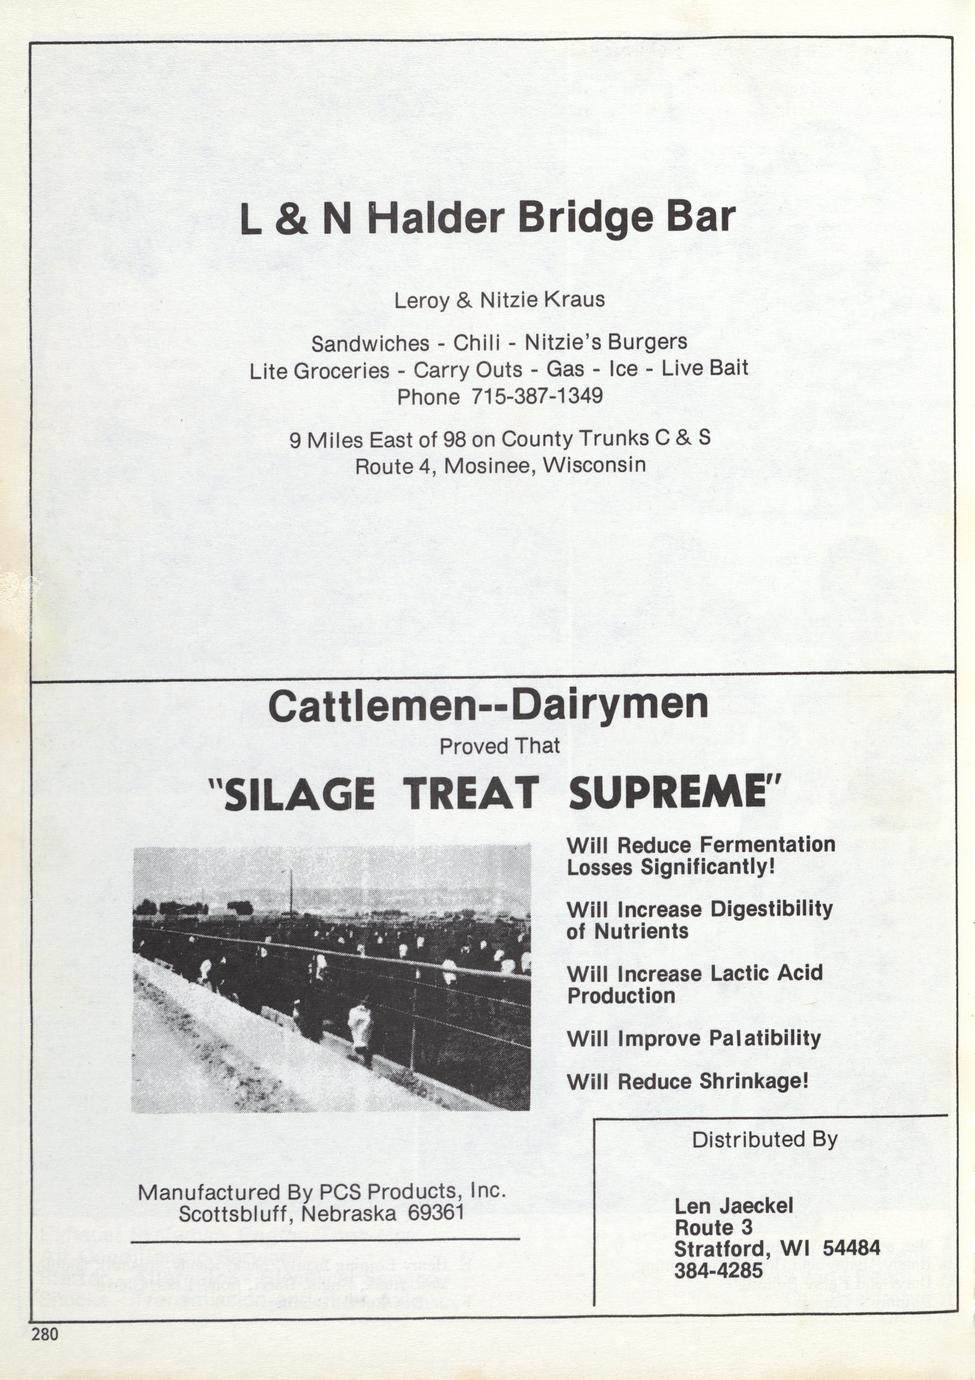 L & N Halder Bridge Bar
Leroy & Nitzie Kraus
Sandwiches - Chili - Nitzie's Burgers
Lite Groceries - Carry Outs - Gas - Ice - Live Bait
Phone 715-387-1349
9 Miles East of 98 on County Trunks C & S
Route 4, Mosinee, Wisconsin
Cattlemen--Dairymen
Proved That
"SILAGE TREAT SUPREME"
Will Reduce Fermentation
Losses Significantly!
Will Increase Digestibility
of Nutrients
Will Increase Lactic Acid
Production
Will Improve Palatibility
Will Reduce Shrinkage!
Manufactured By PCS Products, Inc.
Scottsbluff, Nebraska 69361
Distributed By
Len Jaeckel
Route 3
Stratford, WI 54484
384-4285
280